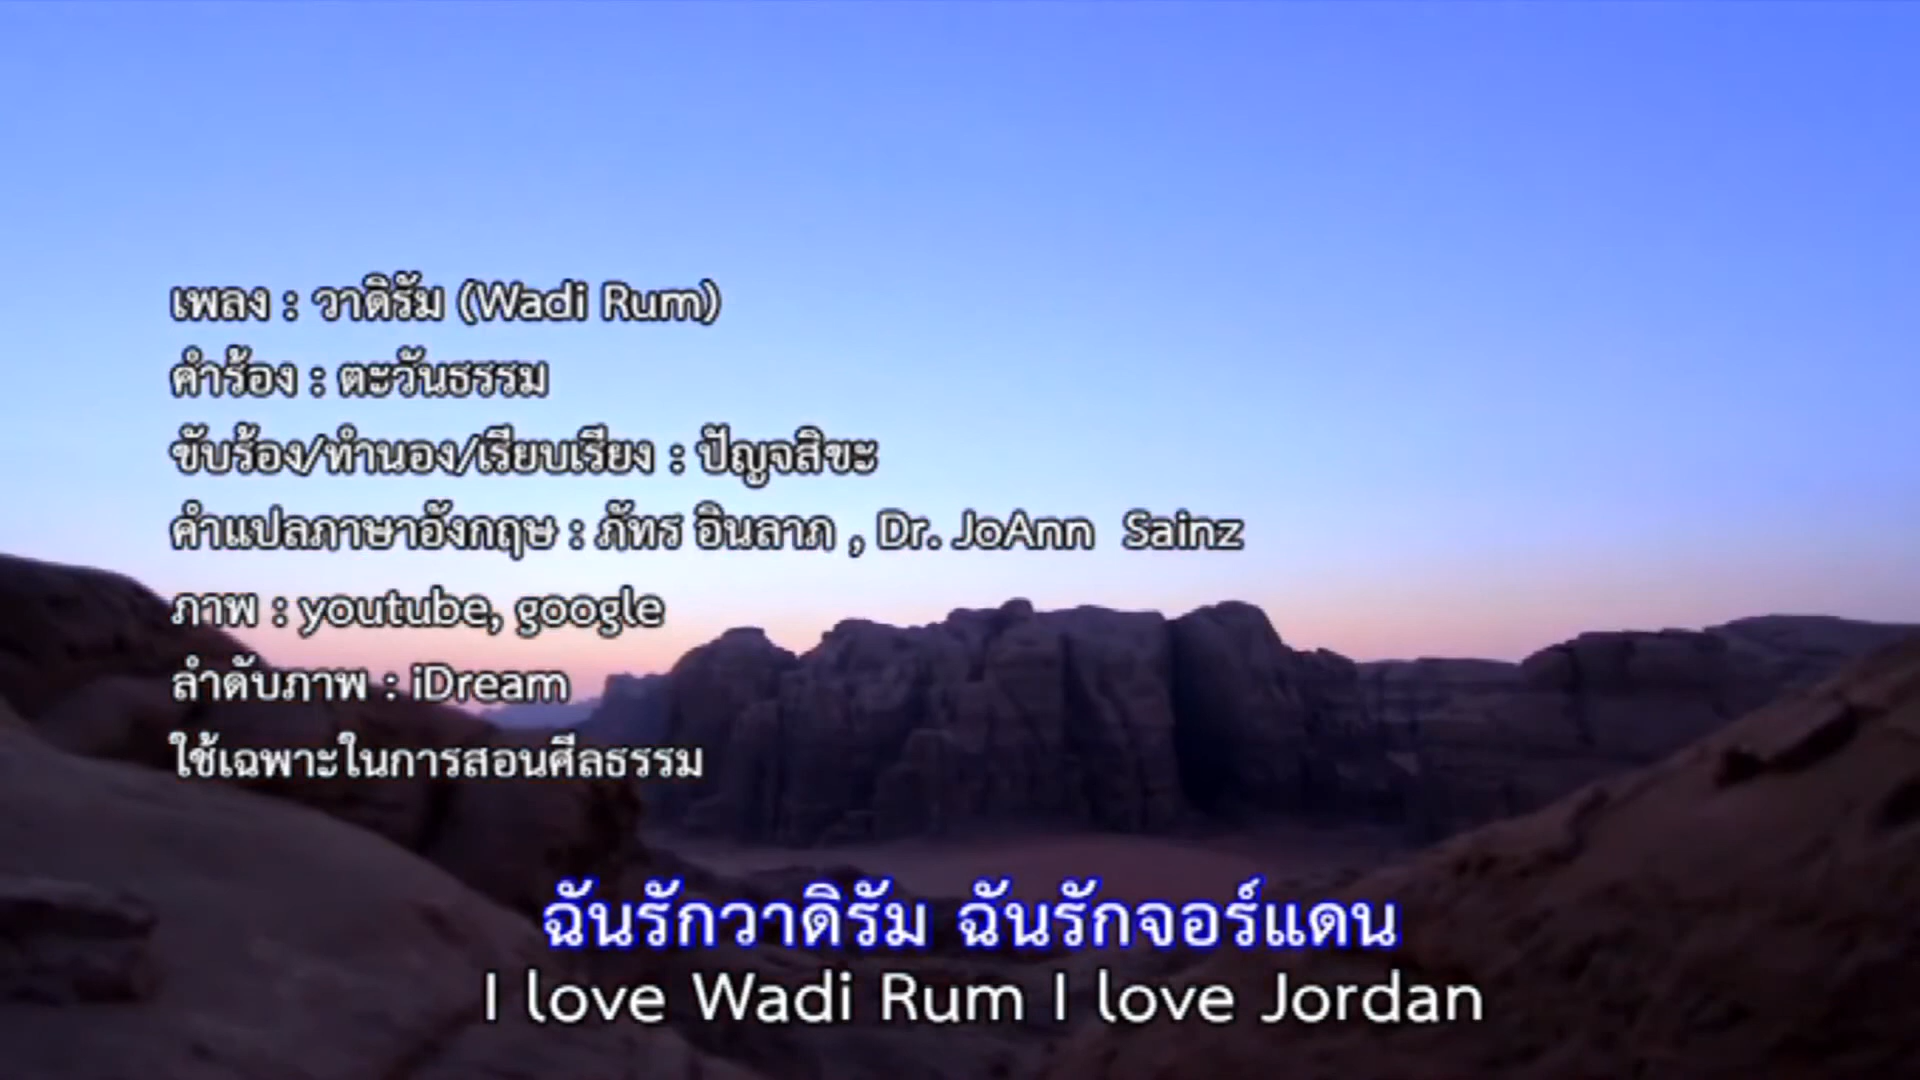 เพลง : วาดิรัม (Wadi Rum)
คำร้อง : ตะวันธรรม
ขับร้อง/ทำนอง/เรียบเรียง : ปัญจสิขะ
คำแปลภาษาอังกฤษ : ภัทร อินลาภ , Dr. JoAnn Sainz
ภาพ : youtube, google
ลำดับภาพ : iDream
ใช้เฉพาะในการสอนศีลธรรม
ฉันรักวาดิรัม ฉันรักจอร์แดน
I love Wadi Rum I love Jordan